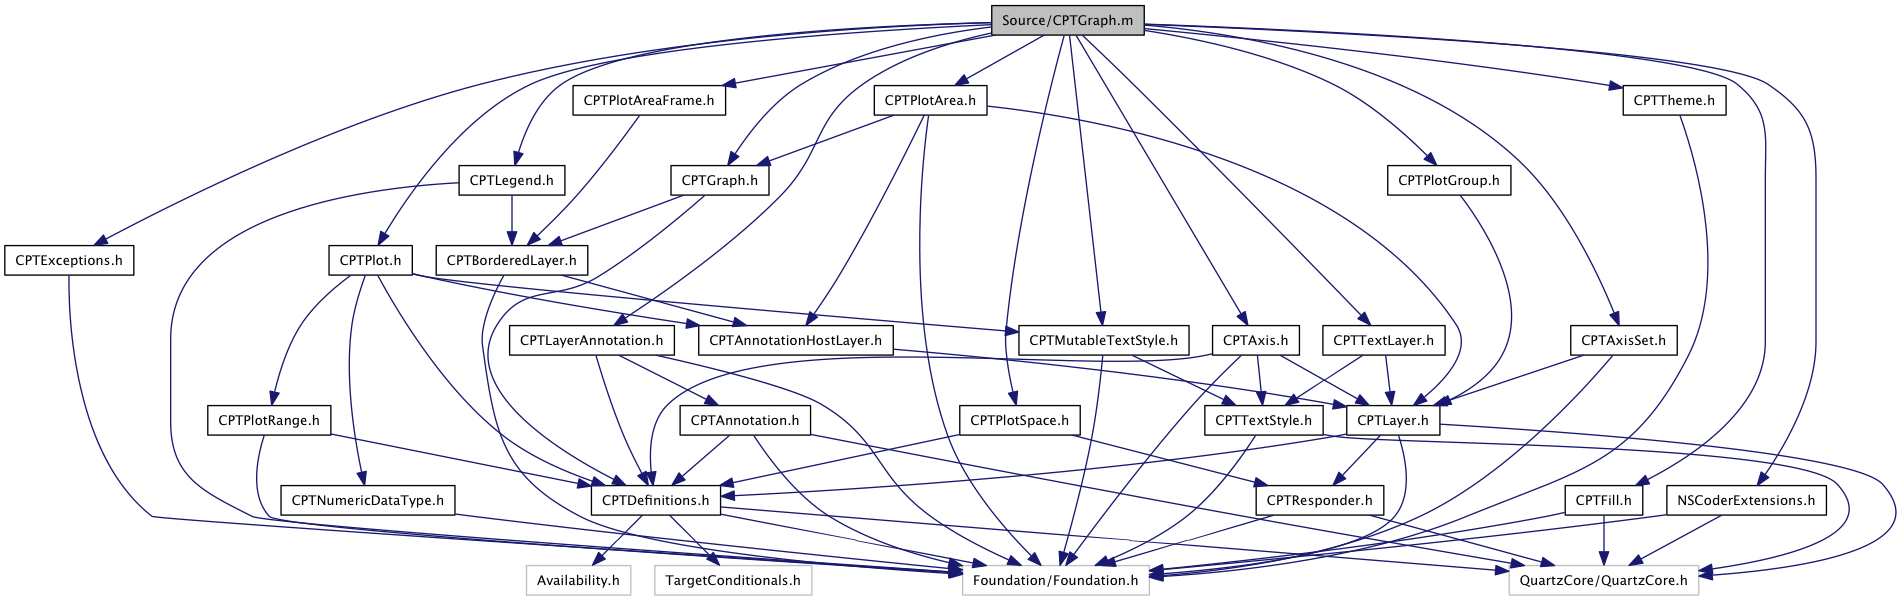 Source/CPTGraph.m
CPTPlotAreaFrame.h
CPTPlotArea.h
CPTTheme.h
CPTLegend.h
CPTGraph.h
CPTPlotGroup.h
CPTExceptions.h
CPTPlot.h
CPTBorderedLayer.h
CPTLayerAnnotation.h
CPTAnnotationHostLayer.h
CPTMutableTextStyle.h
CPTAxis.h
CPTTextLayer.h
CPTAxisSet.h
CPTPlotRange.h
CPTAnnotation.h
CPTPlotSpace.h
CPTTextStyle.h
CPTLayer.h
CPTNumericDataType.h
CPTDefinitions.h
CPTResponder.h
CPTFill.h
NSCoderExtensions.h
Availability.h
TargetConditionals.h
Foundation/Foundation.h
QuartzCore/QuartzCore.h